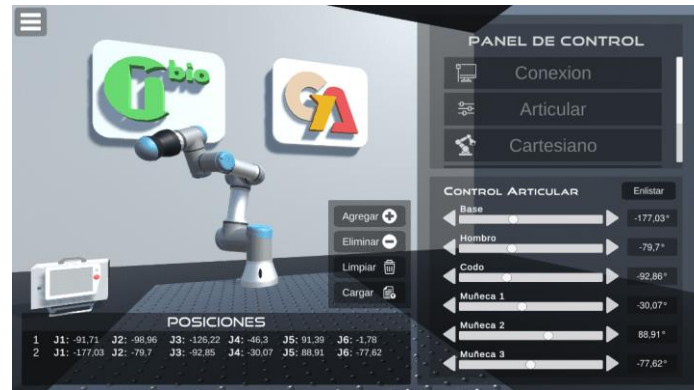 Gibio
CIA
PANEL DE CONTROL
Conexion
Articular
Cartesiano
CONTROL ARTICULAR Enlistar
Base -177,03°
Hombro -79,7°
Codo -92,86°
Muñeca 1 -30,07°
Muñeca 2 88,91°
Muñeca 3 -77,62°
Agregar
Eliminar
Limpiar
Cargar
POSICIONES
1 J1: -91,71 J2: -98,96 J3: -126,22 J4: -46,3 J5: 91,39 J6: -1,78
2 J1: -177,03 J2: -79,7 J3: -92,85 J4: -30,07 J5: 88,91 J6: -77,62